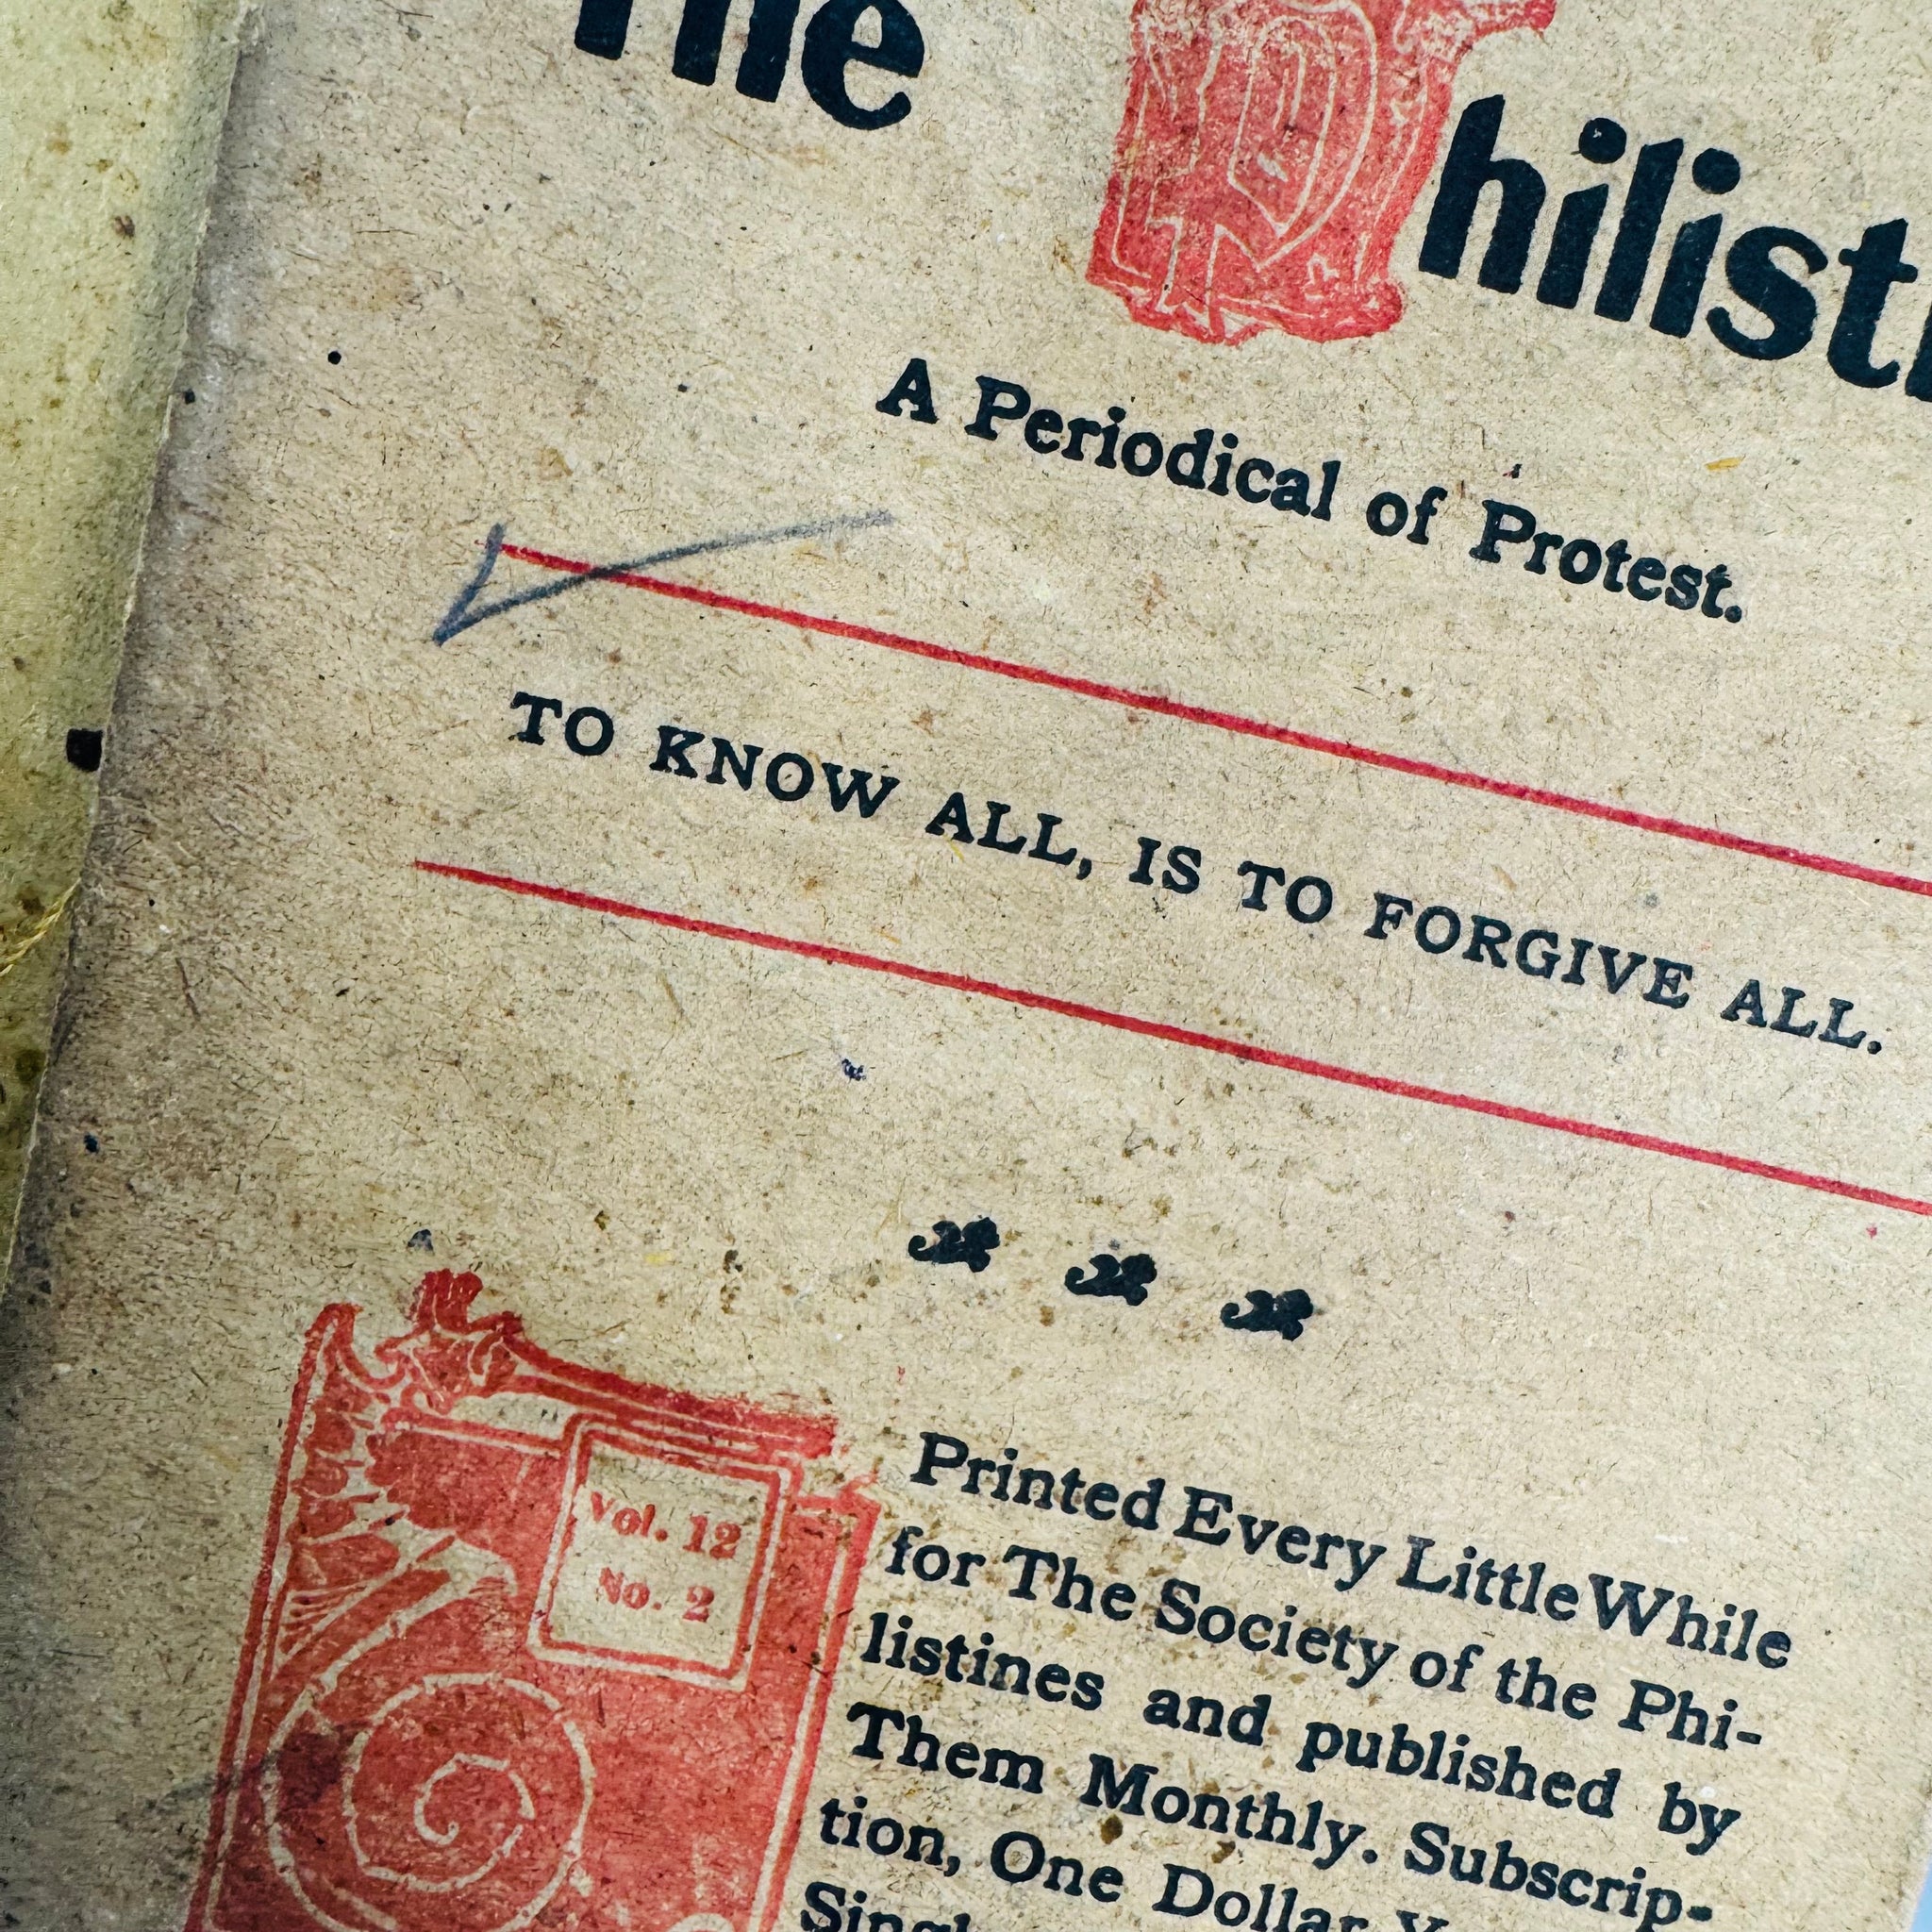 The Philisti
A Periodical of Protest.
TO KNOW ALL, IS TO FORGIVE ALL.
Vol. 12
No. 2
Printed Every Little While
for The Society of the Phi-
listines and published by
Them Monthly. Subscrip-
tion, One Dollar